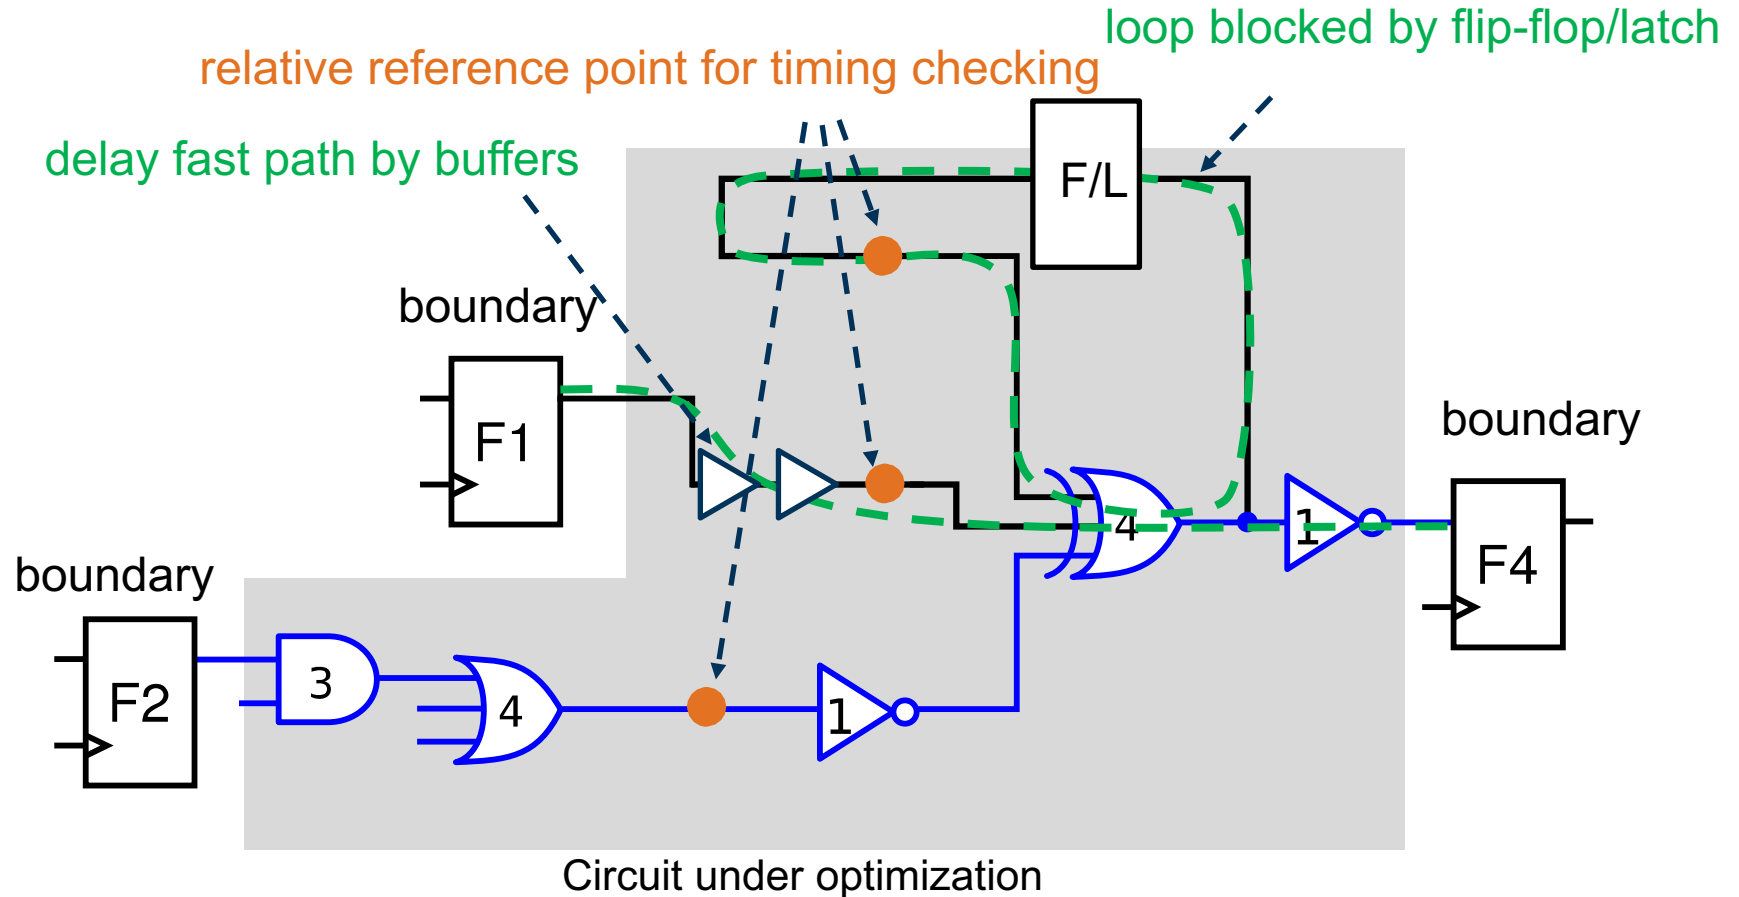 loop blocked by flip-flop/latch
relative reference point for timing checking
delay fast path by buffers
F/L
boundary
F1
boundary
4
1
F4
boundary
F2
3
4
1
Circuit under optimization